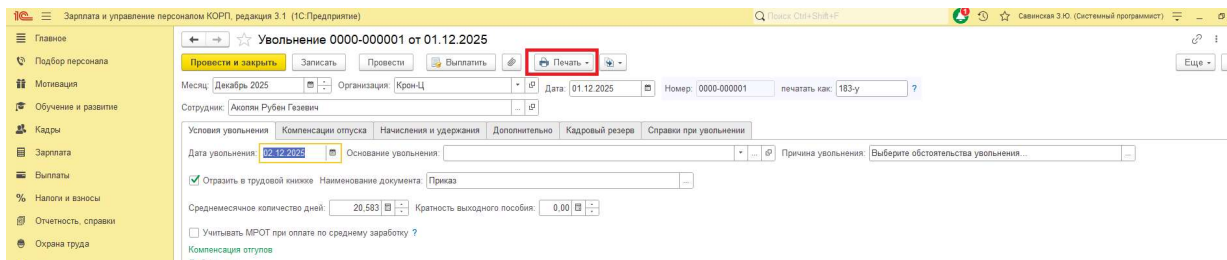 1С Зарплата и управление персоналом КОРП, редакция 3.1 (1С:Предприятие) Поиск Ctrl+Shift+F Савинская З.Ю. (Системный программист)
Главное
Подбор персонала
Мотивация
Обучение и развитие
Кадры
Зарплата
Выплаты
Налоги и взносы
Отчетность, справки
Охрана труда
Увольнение 0000-000001 от 01.12.2025
Провести и закрыть Записать Провести Выплатить Печать Еще
Месяц: Декабрь 2025 Организация: Крон-Ц Дата: 01.12.2025 Номер: 0000-000001 печатать как: 183-у ?
Сотрудник: Акопян Рубен Гезевич
Условия увольнения Компенсации отпуска Начисления и удержания Дополнительно Кадровый резерв Справки при увольнении
Дата увольнения: 02.12.2025 Основание увольнения: Причина увольнения: Выберите обстоятельства увольнения...
Отразить в трудовой книжке Наименование документа: Приказ
Среднемесячное количество дней: 20,583 Кратность выходного пособия: 0,00
Учитывать МРОТ при оплате по среднему заработку ?
Компенсация отгулов